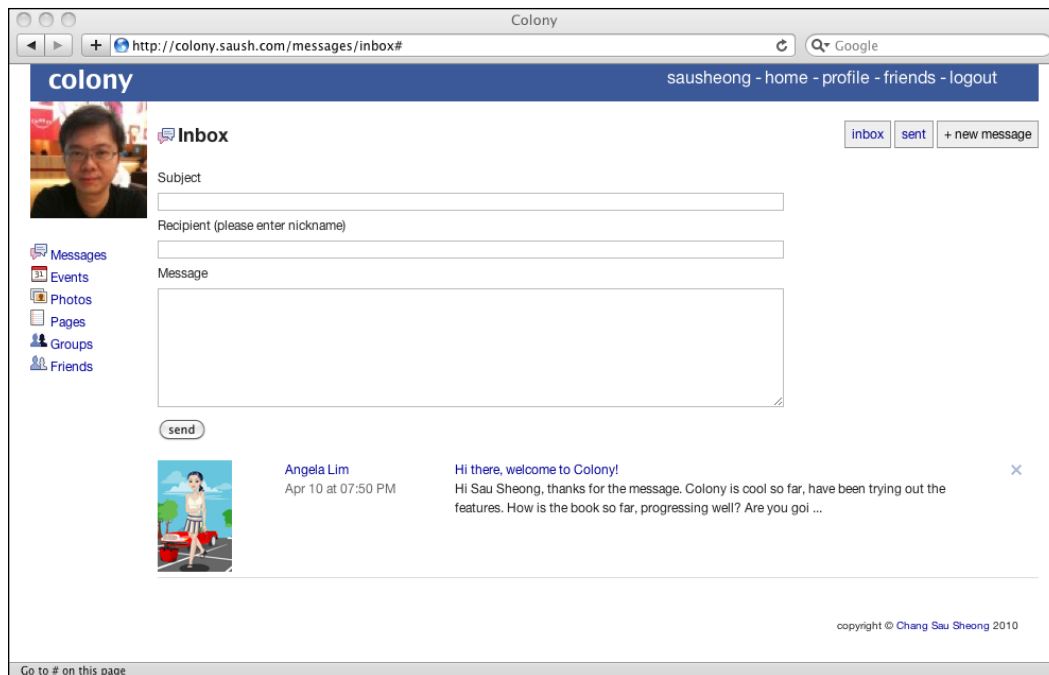 Colony
http://colony.saush.com/messages/inbox#
Google
colony
sausheong - home - profile - friends - logout
Inbox
inbox
sent
+ new message
Subject
Recipient (please enter nickname)
Messages
31 Events
Photos
Pages
Groups
Friends
Message
send
Angela Lim
Apr 10 at 07:50 PM
Hi there, welcome to Colony!
Hi Sau Sheong, thanks for the message. Colony is cool so far, have been trying out the
features. How is the book so far, progressing well? Are you goi ...
copyright © Chang Sau Sheong 2010
Go to # on this page